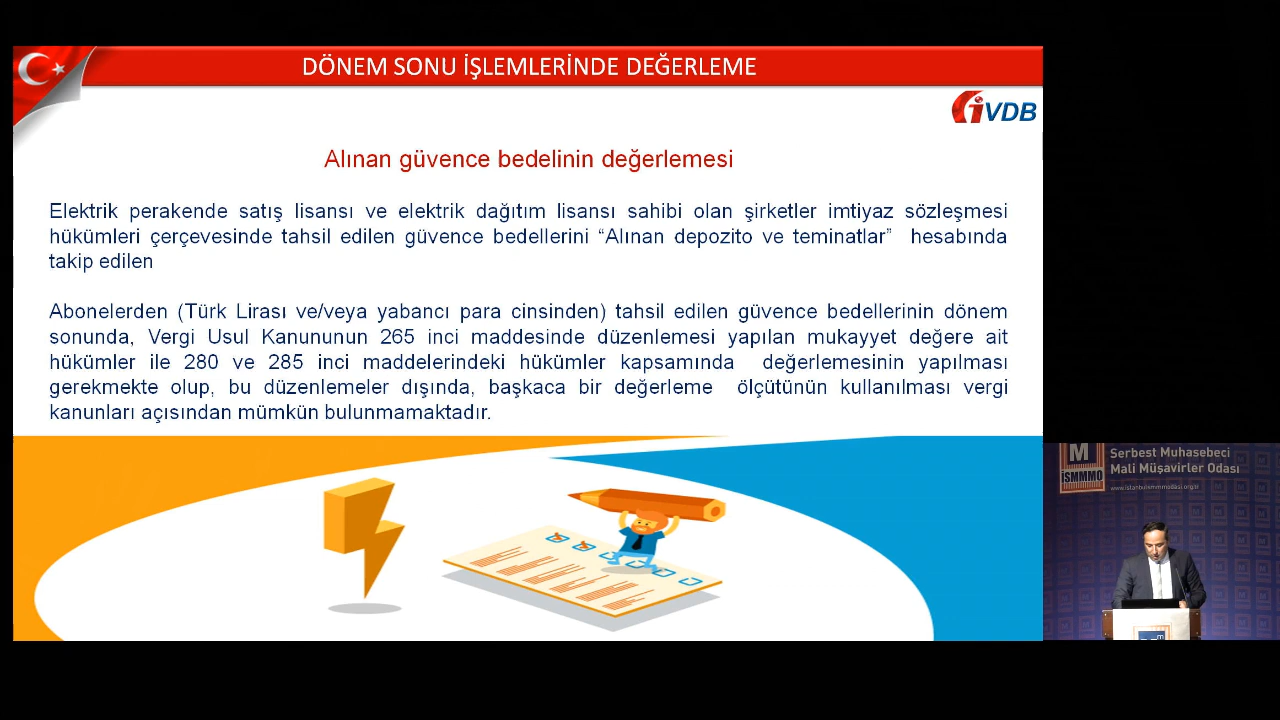 DÖNEM SONU İŞLEMLERİNDE DEĞERLEME
iVDB
Alınan güvence bedelinin değerlemesi
Elektrik perakende satış lisansı ve elektrik dağıtım lisansı sahibi olan şirketler imtiyaz sözleşmesi
hükümleri çerçevesinde tahsil edilen güvence bedellerini “Alınan depozito ve teminatlar” hesabında
takip edilen
Abonelerden (Türk Lirası ve/veya yabancı para cinsinden) tahsil edilen güvence bedellerinin dönem
sonunda, Vergi Usul Kanununun 265 inci maddesinde düzenlemesi yapılan mukayyet değere ait
hükümler ile 280 ve 285 inci maddelerindeki hükümler kapsamında değerlemesinin yapılması
gerekmekte olup, bu düzenlemeler dışında, başkaca bir değerleme ölçütünün kullanılması vergi
kanunları açısından mümkün bulunmamaktadır.
M
İSMMMO
Serbest Muhasebeci
Mali Müşavirler Odası
www.istanbulsmmmodasi.org.tr